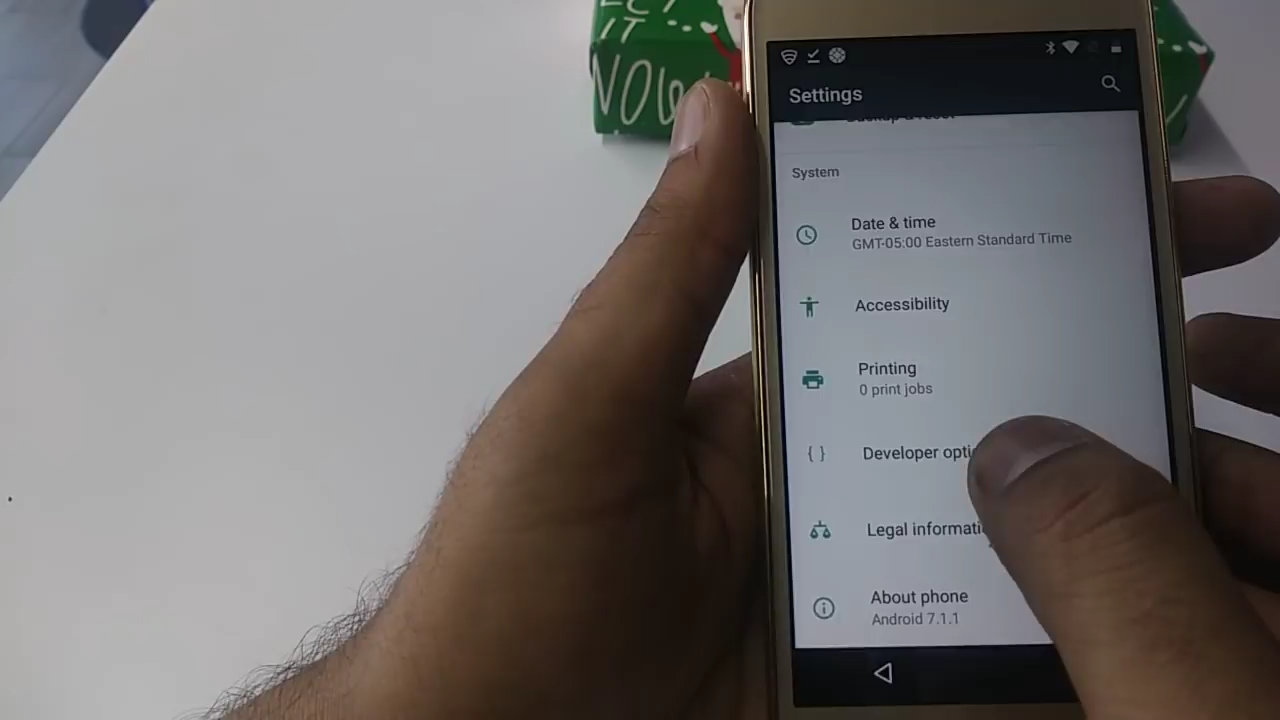 IT
NOW
Settings
System
Date & time
GMT-05:00 Eastern Standard Time
Accessibility
Printing
0 print jobs
{ } Developer opti
Legal informati
About phone
Android 7.1.1